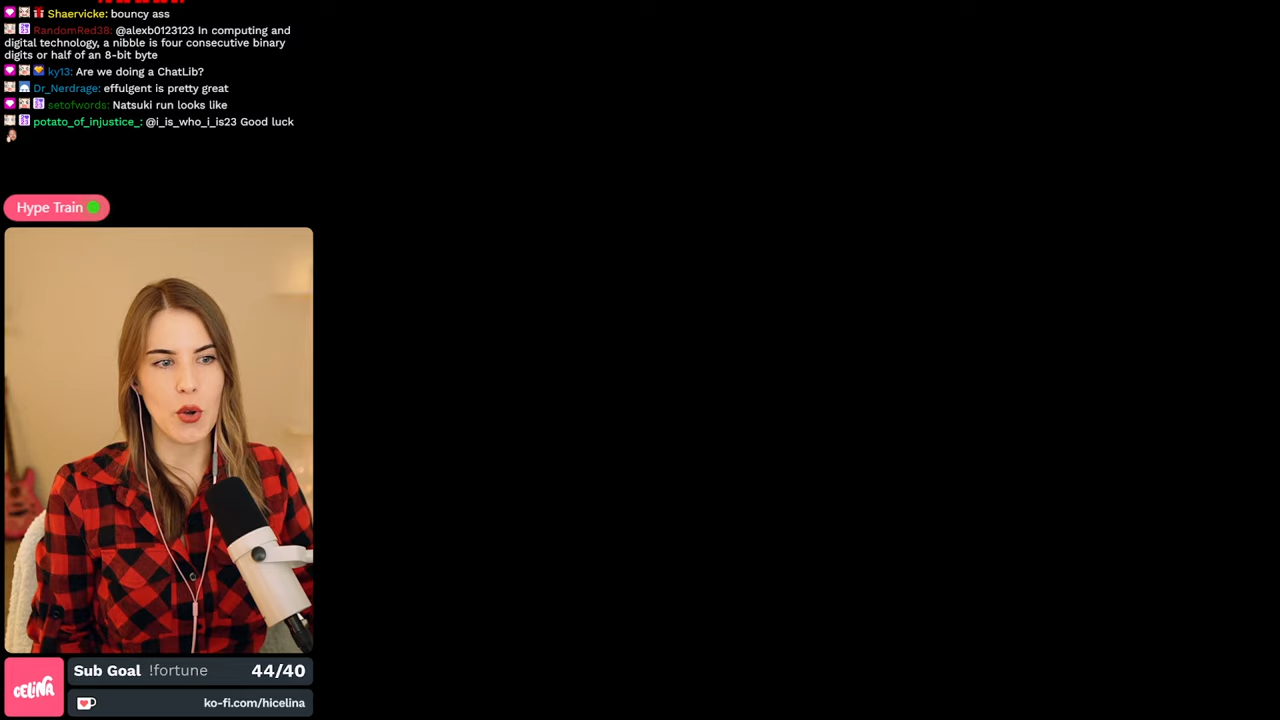 Shaervicke: bouncy ass
RandomRed38: @alexb0123123 In computing and
digital technology, a nibble is four consecutive binary
digits or half of an 8-bit byte
ky13: Are we doing a ChatLib?
Dr_Nerdrage: effulgent is pretty great
setofwords: Natsuki run looks like
potato_of_injustice_: @i_is_who_i_is23 Good luck
Hype Train
Sub Goal !fortune 44/40
CELINA
ko-fi.com/hicelina